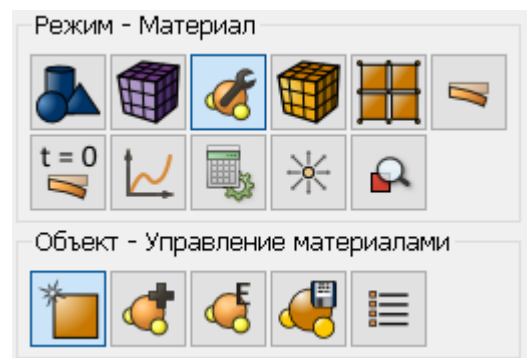 Режим - Материал
t = 0
Объект - Управление материалами
E